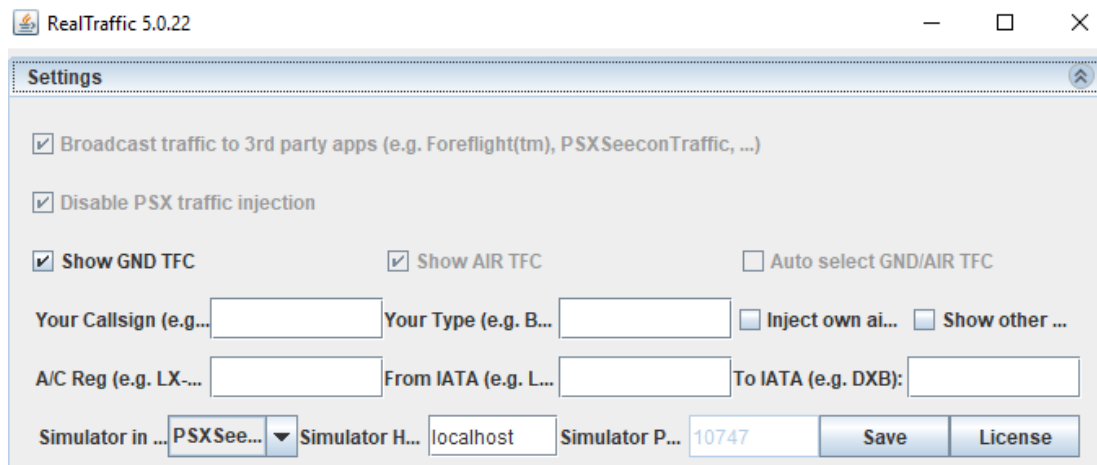 RealTraffic 5.0.22
Settings
Broadcast traffic to 3rd party apps (e.g. Foreflight(tm), PSXSeeconTraffic, ...)
Disable PSX traffic injection
Show GND TFC Show AIR TFC Auto select GND/AIR TFC
Your Callsign (e.g... Your Type (e.g. B... Inject own ai... Show other ...
A/C Reg (e.g. LX-... From IATA (e.g. L... To IATA (e.g. DXB):
Simulator in ... PSXSee... Simulator H... localhost Simulator P... 10747 Save License